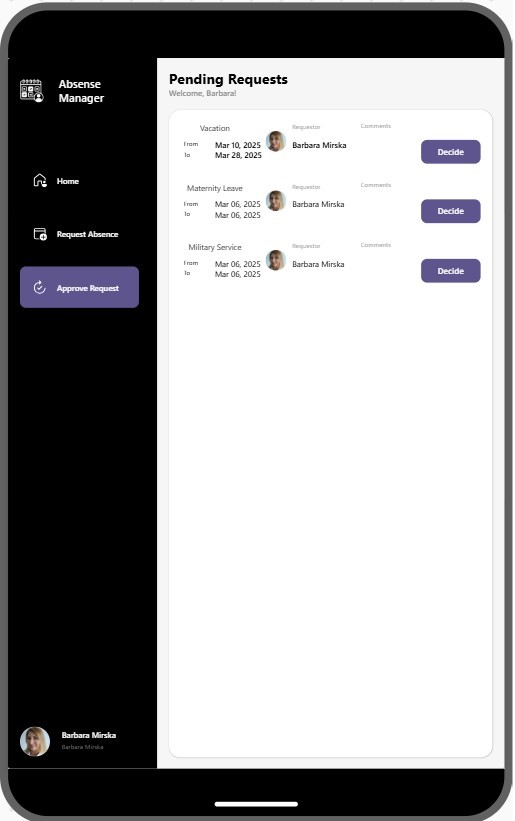 Absense
Manager
Home
Request Absence
Approve Request
Barbara Mirska
Barbara Mirska
Pending Requests
Welcome, Barbara!
Vacation
From Mar 10, 2025
To Mar 28, 2025
Requestor
Barbara Mirska
Comments
Decide
Maternity Leave
From Mar 06, 2025
To Mar 06, 2025
Requestor
Barbara Mirska
Comments
Decide
Military Service
From Mar 06, 2025
To Mar 06, 2025
Requestor
Barbara Mirska
Comments
Decide